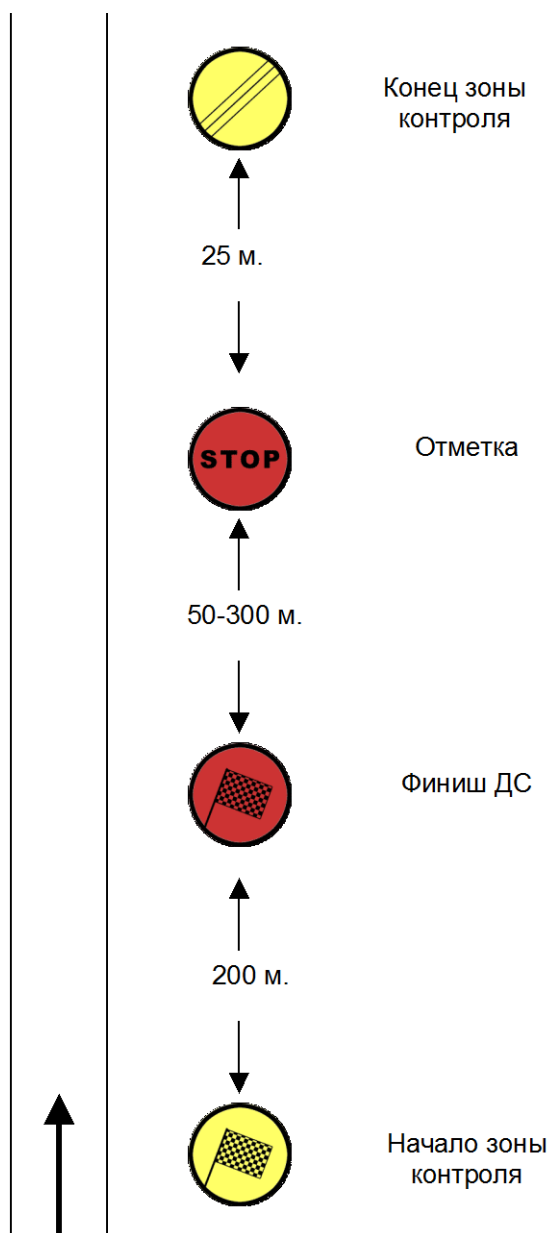 Конец зоны
контроля
25 м.
STOP
Отметка
50-300 м.
Финиш ДС
200 м.
Начало зоны
контроля